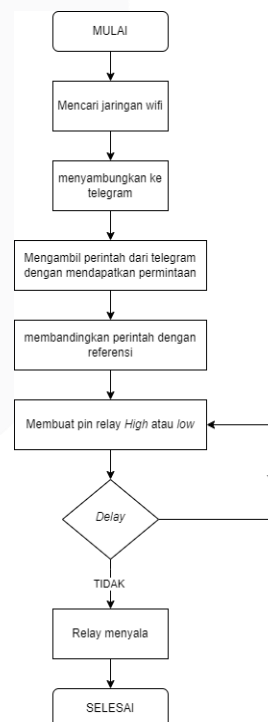 MULAI
Mencari jaringan wifi
menyambungkan ke
telegram
Mengambil perintah dari telegram
dengan mendapatkan permintaan
membandingkan perintah dengan
referensi
Membuat pin relay High atau low
Delay
TIDAK
Relay menyala
SELESAI